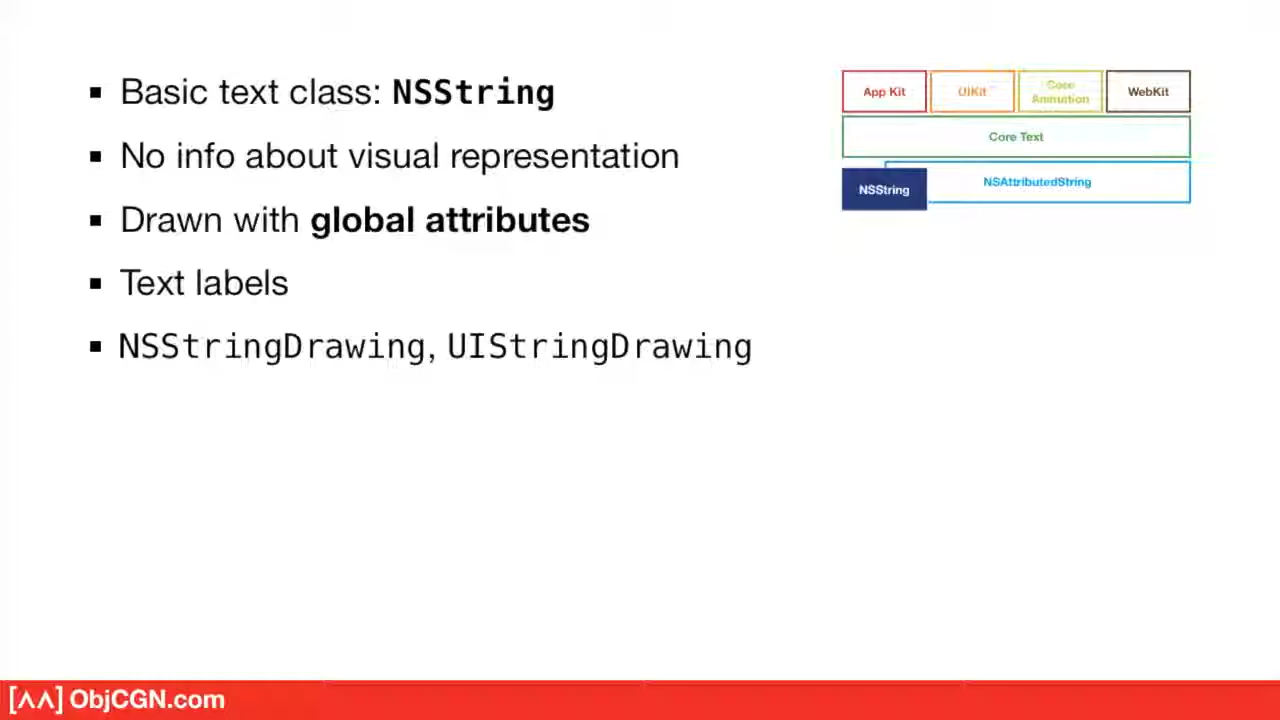 ▪ Basic text class: NSString
▪ No info about visual representation
▪ Drawn with global attributes
▪ Text labels
▪ NSStringDrawing, UIStringDrawing
App Kit
UIKit
Core
Animation
WebKit
Core Text
NSString
NSAttributedString
[ʌʌ] ObjCGN.com